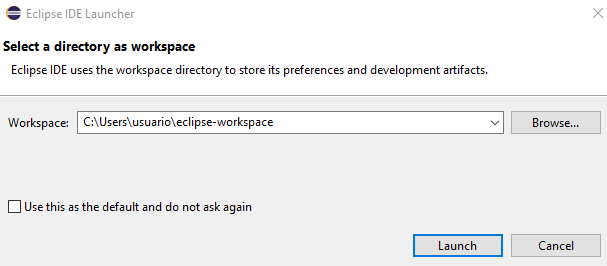 Eclipse IDE Launcher
Select a directory as workspace
Eclipse IDE uses the workspace directory to store its preferences and development artifacts.
Workspace: C:\Users\usuario\eclipse-workspace Browse...
Use this as the default and do not ask again
Launch Cancel